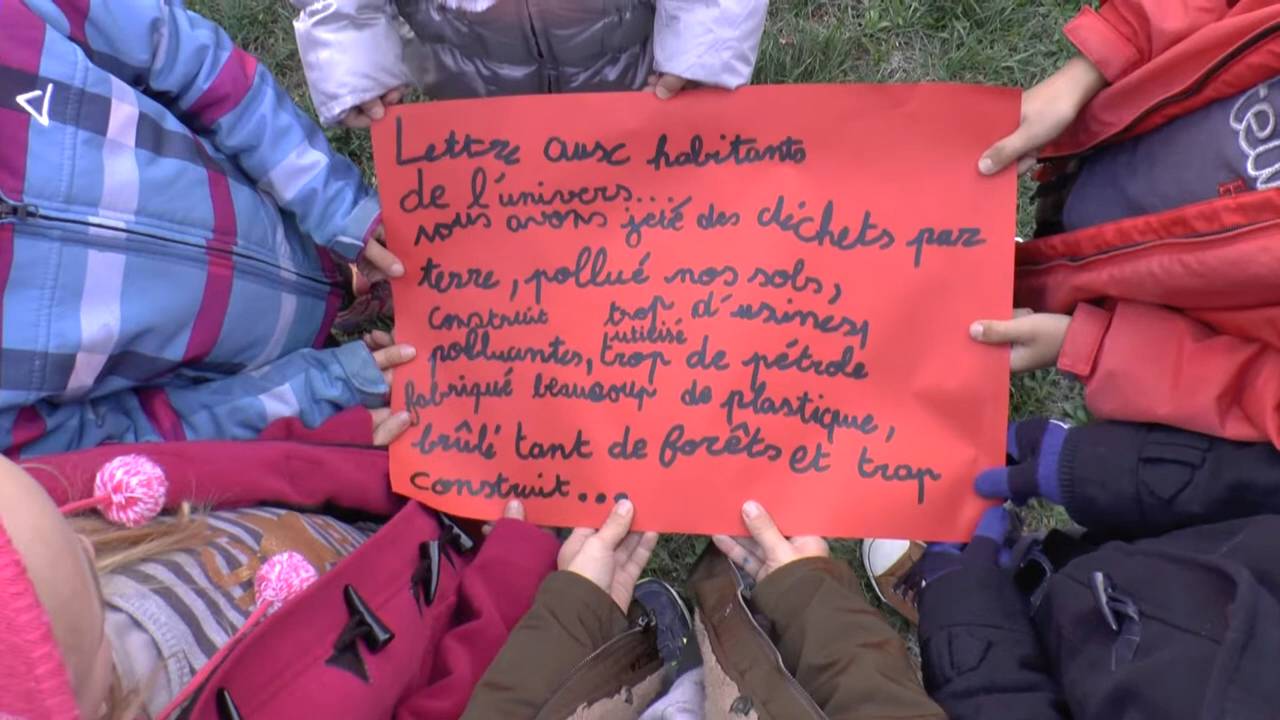 Lettre aux habitants
de l'univers...
nous avons jeté des déchets par
terre, pollué nos sols,
construit trop d'usines,
utilisé
polluantes, trop de pétrole
fabriqué beaucoup de plastique,
brûlé tant de forêts et trop
construit...